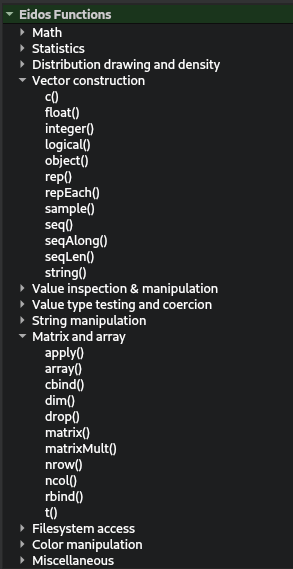 Eidos Functions
Math
Statistics
Distribution drawing and density
Vector construction
c()
float()
integer()
logical()
object()
rep()
repEach()
sample()
seq()
seqAlong()
seqLen()
string()
Value inspection & manipulation
Value type testing and coercion
String manipulation
Matrix and array
apply()
array()
cbind()
dim()
drop()
matrix()
matrixMult()
nrow()
ncol()
rbind()
t()
Filesystem access
Color manipulation
Miscellaneous